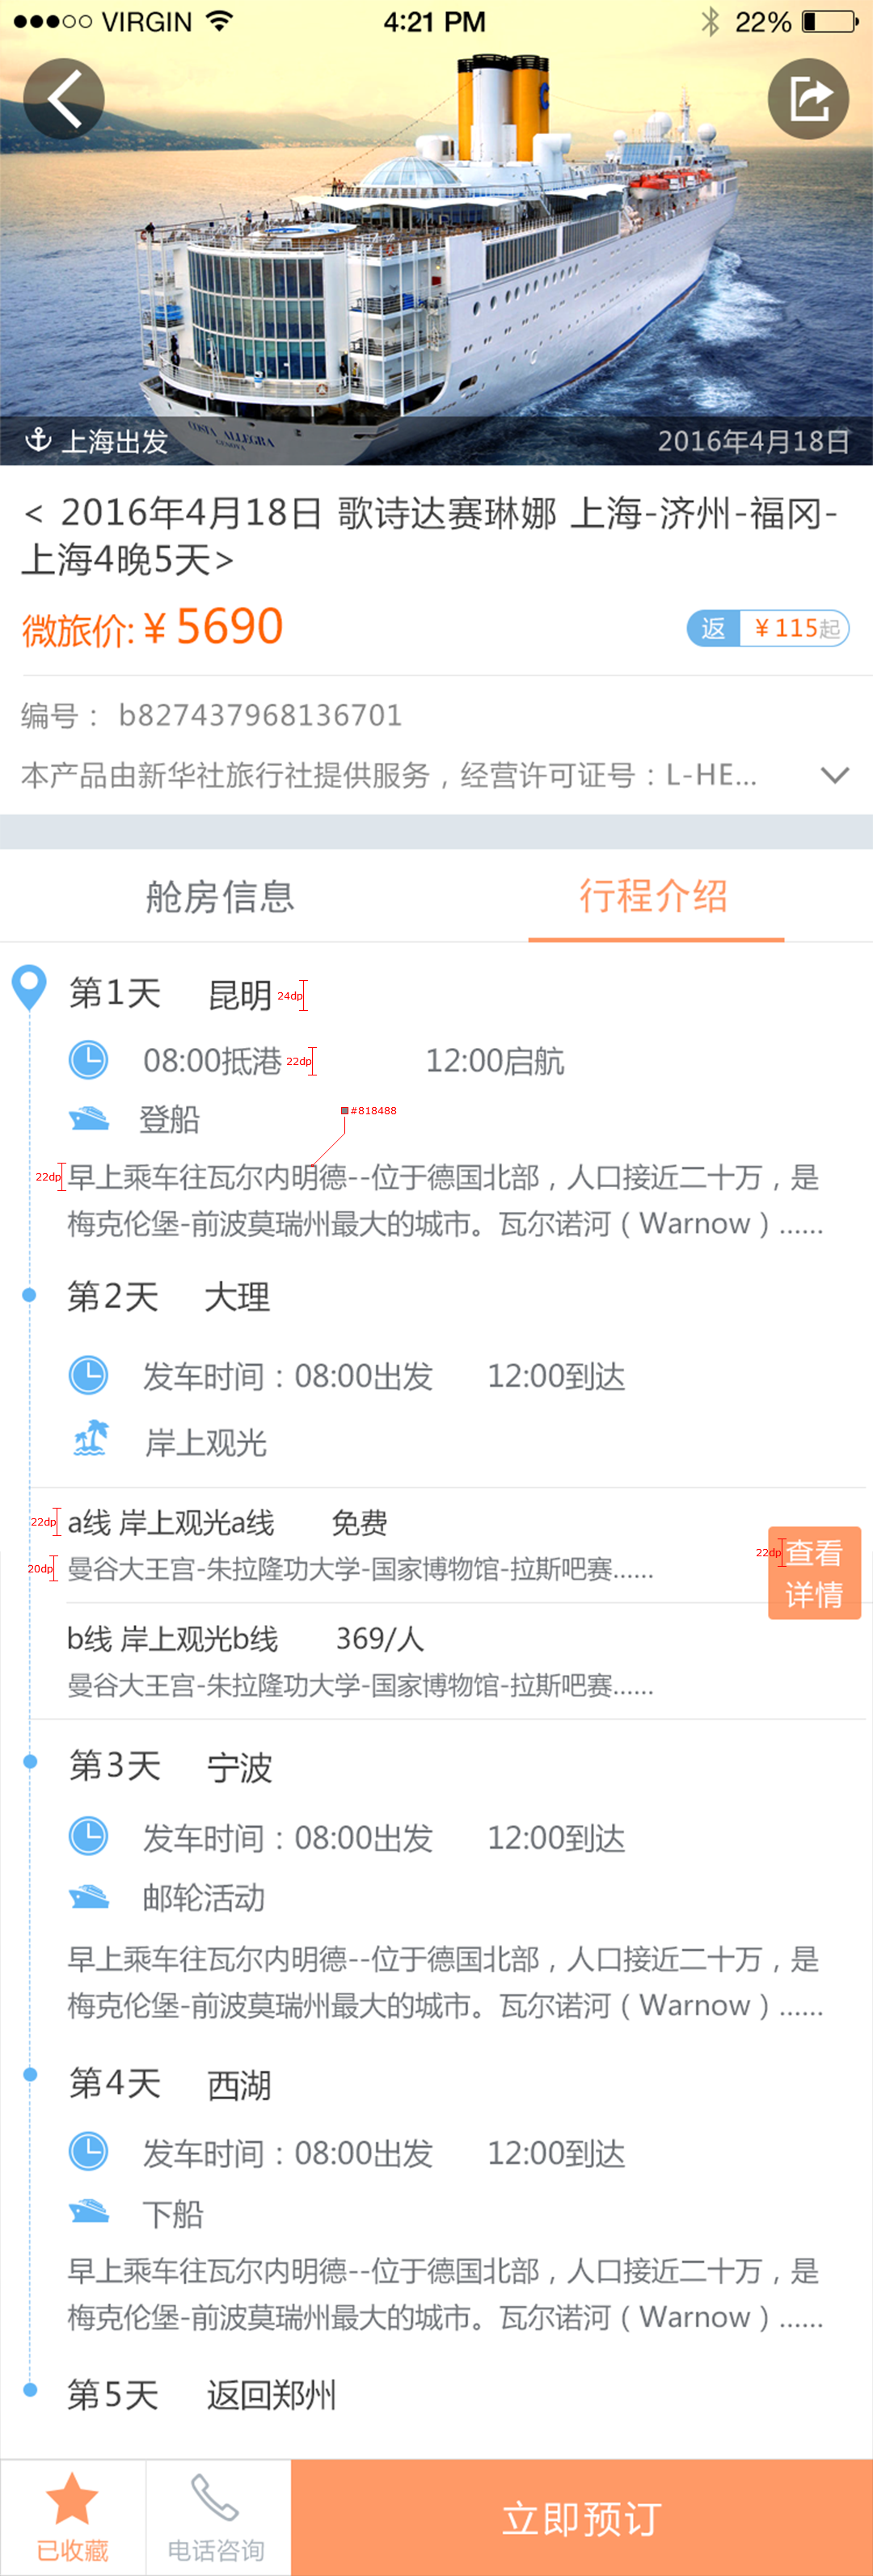 VIRGIN 4:21 PM 22%
COSTA ALLEGRA
GENOVA
上海出发 2016年4月18日
< 2016年4月18日 歌诗达赛琳娜 上海-济州-福冈-
上海4晚5天>
微旅价:￥5690 返 ￥115起
编号： b827437968136701
本产品由新华社旅行社提供服务，经营许可证号：L-HE...
舱房信息 行程介绍
第1天 昆明 24dp
08:00抵港 22dp 12:00启航
#818488
登船
22dp 早上乘车往瓦尔内明德--位于德国北部，人口接近二十万，是
梅克伦堡-前波莫瑞州最大的城市。瓦尔诺河（Warnow）......
第2天 大理
发车时间：08:00出发 12:00到达
岸上观光
22dp a线 岸上观光a线 免费
22dp 查看
详情
20dp 曼谷大王宫-朱拉隆功大学-国家博物馆-拉斯吧赛......
b线 岸上观光b线 369/人
曼谷大王宫-朱拉隆功大学-国家博物馆-拉斯吧赛......
第3天 宁波
发车时间：08:00出发 12:00到达
邮轮活动
早上乘车往瓦尔内明德--位于德国北部，人口接近二十万，是
梅克伦堡-前波莫瑞州最大的城市。瓦尔诺河（Warnow）......
第4天 西湖
发车时间：08:00出发 12:00到达
下船
早上乘车往瓦尔内明德--位于德国北部，人口接近二十万，是
梅克伦堡-前波莫瑞州最大的城市。瓦尔诺河（Warnow）......
第5天 返回郑州
已收藏 电话咨询 立即预订